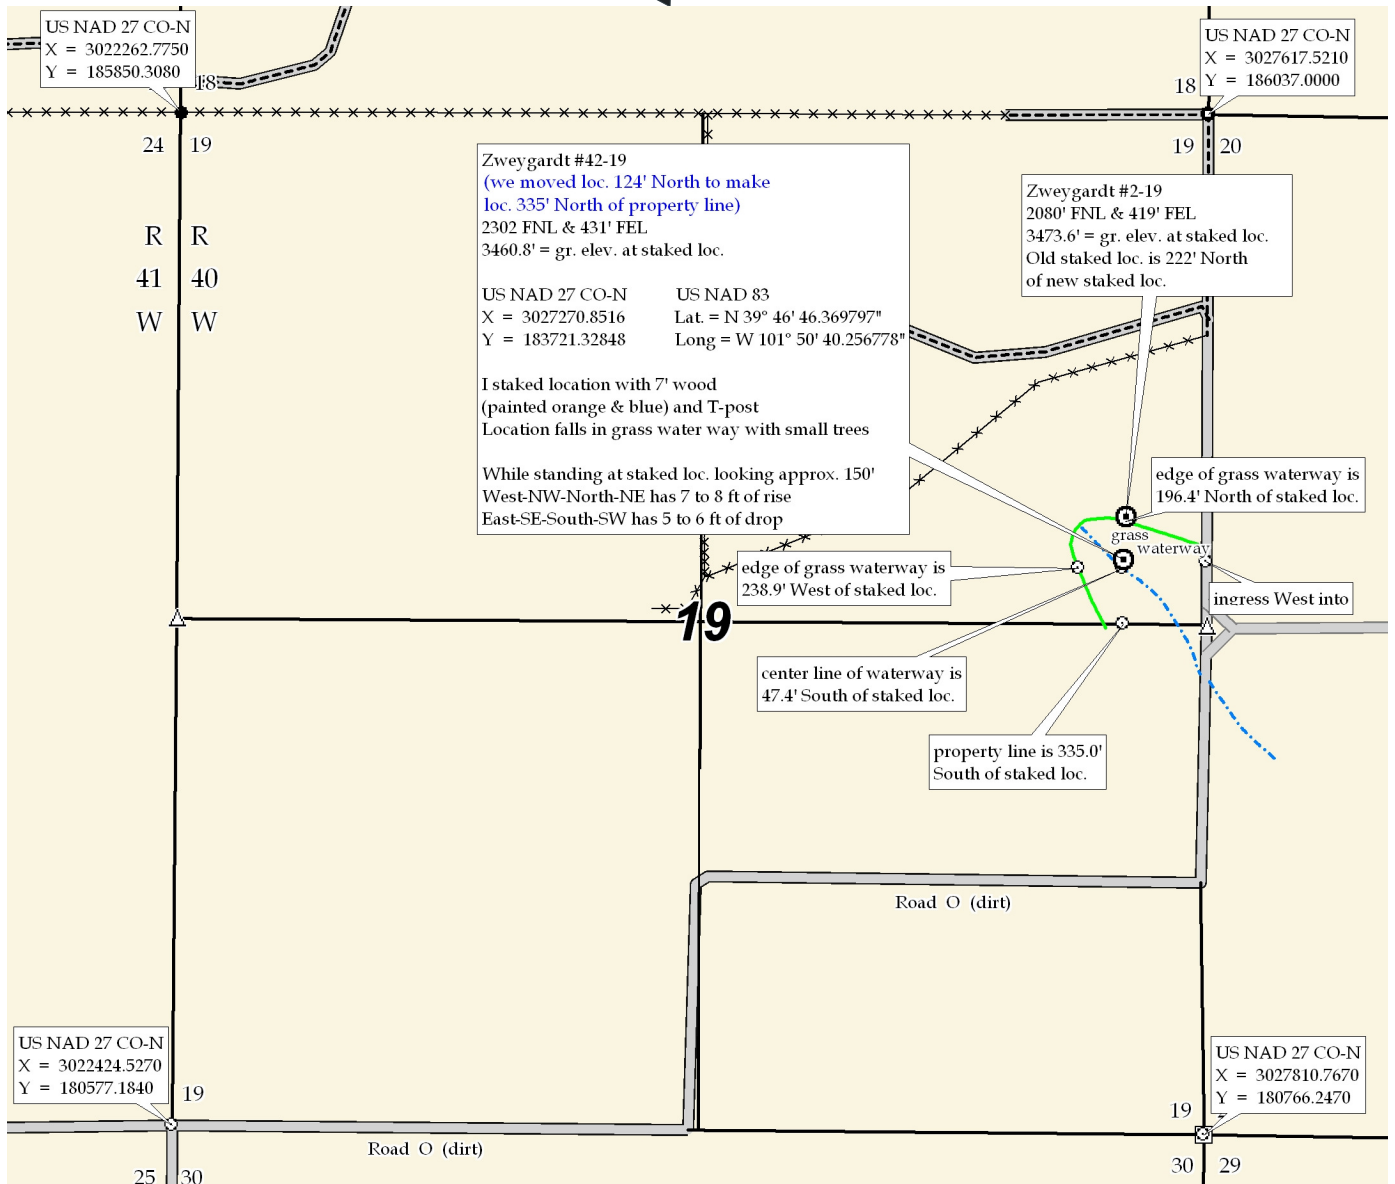 US NAD 27 CO-N
X = 3022262.7750
Y = 185850.3080
18
US NAD 27 CO-N
X = 3027617.5210
Y = 186037.0000
18
24 19
19 20
R R
41 40
W W
Zweygardt #42-19
(we moved loc. 124' North to make
loc. 335' North of property line)
2302 FNL & 431' FEL
3460.8' = gr. elev. at staked loc.
US NAD 27 CO-N US NAD 83
X = 3027270.8516 Lat. = N 39° 46' 46.369797"
Y = 183721.32848 Long = W 101° 50' 40.256778"
I staked location with 7' wood
(painted orange & blue) and T-post
Location falls in grass water way with small trees
While standing at staked loc. looking approx. 150'
West-NW-North-NE has 7 to 8 ft of rise
East-SE-South-SW has 5 to 6 ft of drop
Zweygardt #2-19
2080' FNL & 419' FEL
3473.6' = gr. elev. at staked loc.
Old staked loc. is 222' North
of new staked loc.
edge of grass waterway is
196.4' North of staked loc.
grass
waterway
edge of grass waterway is
238.9' West of staked loc.
ingress West into
19
center line of waterway is
47.4' South of staked loc.
property line is 335.0'
South of staked loc.
Road O (dirt)
US NAD 27 CO-N
X = 3022424.5270
Y = 180577.1840
19
US NAD 27 CO-N
X = 3027810.7670
Y = 180766.2470
19
Road O (dirt)
25 30
30 29